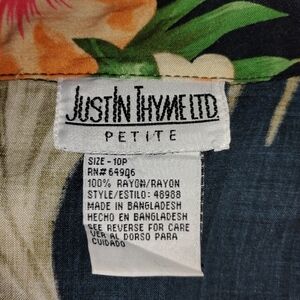 JUSTIN THYME LTD
PETITE
SIZE - 10P
RN# 64906
100% RAYON/RAYON
STYLE/ESTILO: 48988
MADE IN BANGLADESH
HECHO EN BANGLADESH
SEE REVERSE FOR CARE
VER AL DORSO PARA
CUIDADO